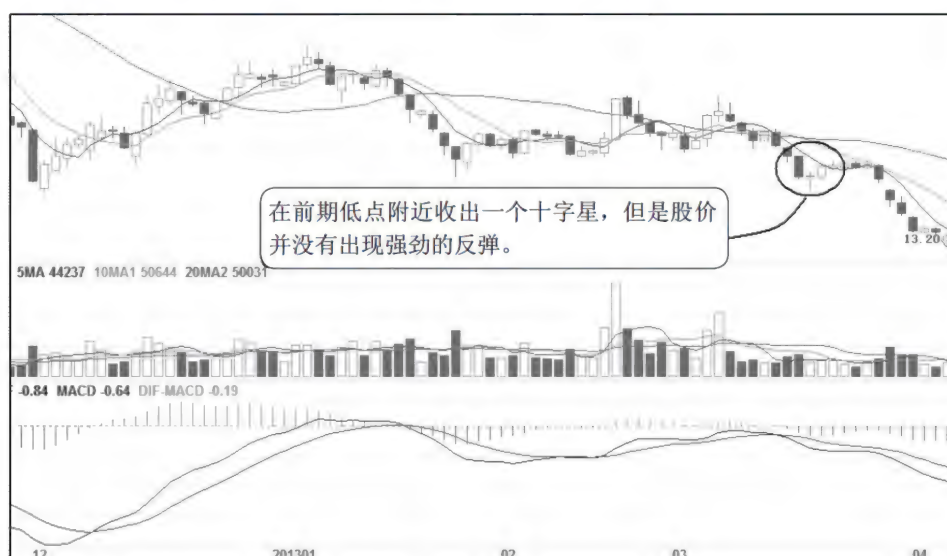 在前期低点附近收出一个十字星，但是股价
并没有出现强劲的反弹。
13.20
5MA 44237 10MA1 50644 20MA2 50031
-0.84 MACD -0.64 DIF-MACD -0.19
12 201301 02 03 04